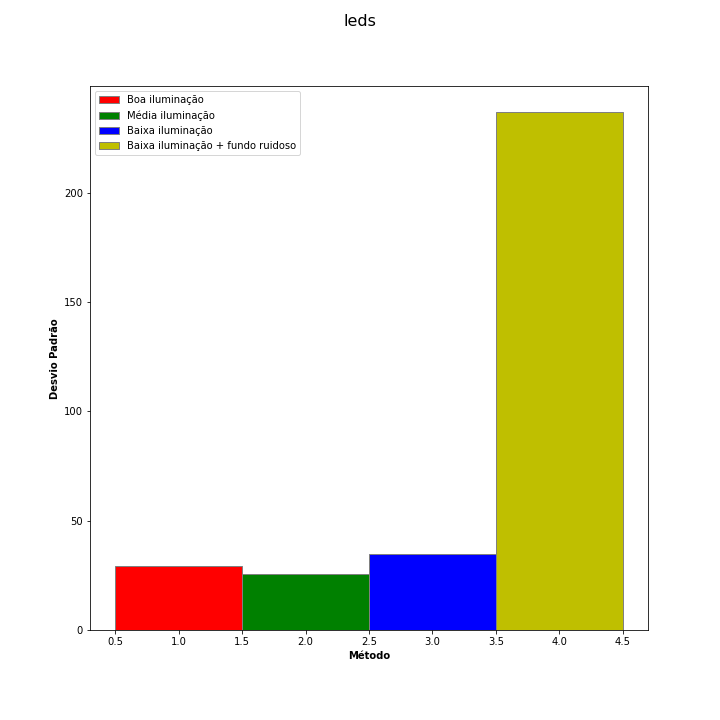 leds
Boa iluminação
Média iluminação
Baixa iluminação
Baixa iluminação + fundo ruidoso
200
150
100
50
0
Desvio Padrão
0.5 1.0 1.5 2.0 2.5 3.0 3.5 4.0 4.5
Método